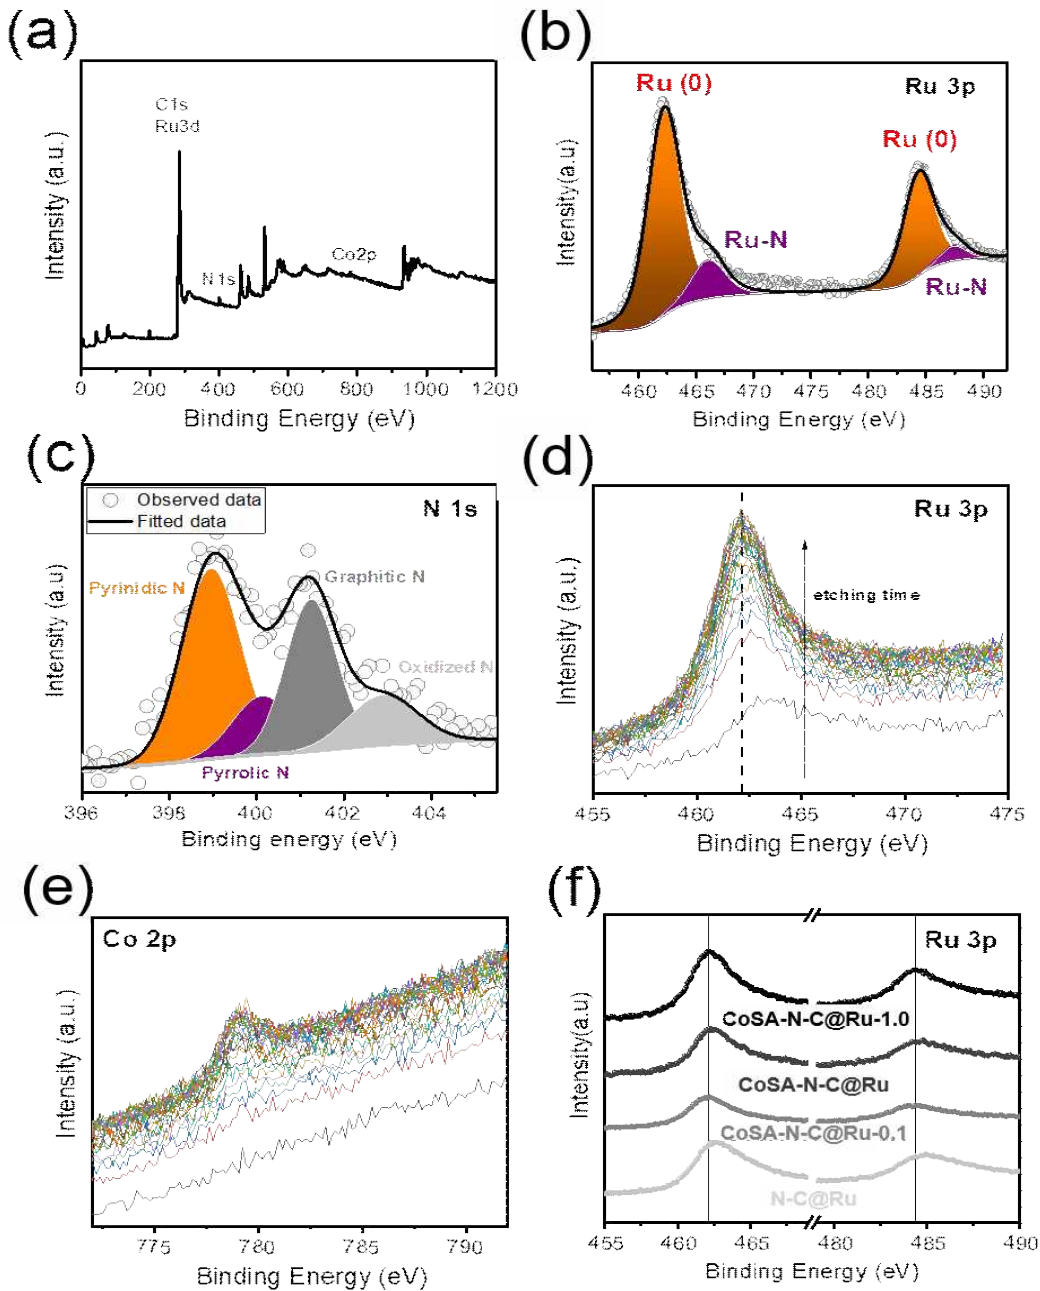 (a)
Intensity (a.u.)
C1s
Ru3d
N1s
Co2p
0 200 400 600 800 1000 1200
Binding Energy (eV)
(b)
Intensity(a.u)
Ru (0)
Ru 3p
Ru (0)
Ru-N
Ru-N
460 465 470 475 480 485 490
Binding Energy (eV)
(c)
Intensity (a.u)
Observed data
Fitted data
N 1s
Pyrinidic N
Graphitic N
Oxidized N
Pyrrolic N
396 398 400 402 404
Binding energy (eV)
(d)
Intensity (a.u.)
Ru 3p
etching time
455 460 465 470 475
Binding Energy (eV)
(e)
Intensity (a.u.)
Co 2p
775 780 785 790
Binding Energy (eV)
(f)
Intensity(a.u)
Ru 3p
CoSA-N-C@Ru-1.0
CoSA-N-C@Ru
CoSA-N-C@Ru-0.1
N-C@Ru
455 460 465 480 485 490
Binding Energy (eV)